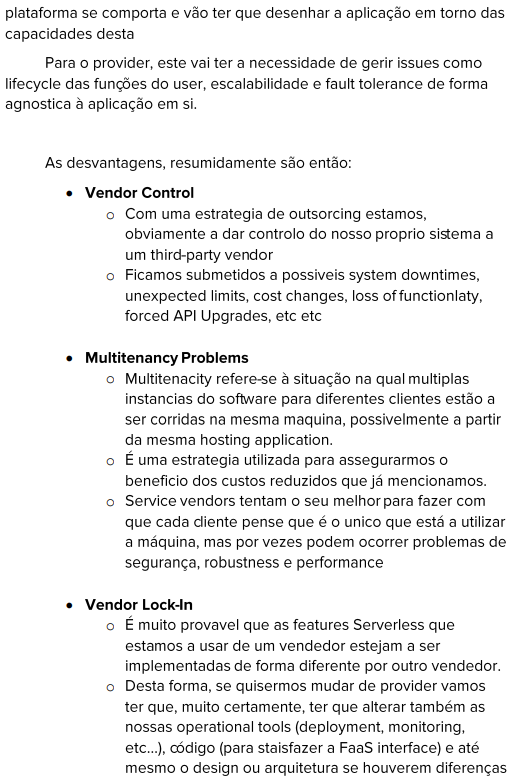 plataforma se comporta e vão ter que desenhar a aplicação em torno das
capacidades desta
Para o provider, este vai ter a necessidade de gerir issues como
lifecycle das funções do user, escalabilidade e fault tolerance de forma
agnostica à aplicação em si.
As desvantagens, resumidamente são então:
• Vendor Control
o Com uma estrategia de outsorcing estamos,
obviamente a dar controlo do nosso proprio sistema a
um third-party vendor
o Ficamos submetidos a possiveis system downtimes,
unexpected limits, cost changes, loss of functionlaty,
forced API Upgrades, etc etc
• Multitenancy Problems
o Multitenacity refere-se à situação na qual multiplas
instancias do software para diferentes clientes estão a
ser corridas na mesma maquina, possivelmente a partir
da mesma hosting application.
o É uma estrategia utilizada para assegurarmos o
beneficio dos custos reduzidos que já mencionamos.
o Service vendors tentam o seu melhor para fazer com
que cada cliente pense que é o unico que está a utilizar
a máquina, mas por vezes podem ocorrer problemas de
segurança, robustness e performance
• Vendor Lock-In
o É muito provavel que as features Serverless que
estamos a usar de um vendedor estejam a ser
implementadas de forma diferente por outro vendedor.
o Desta forma, se quisermos mudar de provider vamos
ter que, muito certamente, ter que alterar também as
nossas operational tools (deployment, monitoring,
etc...), código (para staisfazer a FaaS interface) e até
mesmo o design ou arquitetura se houverem diferenças